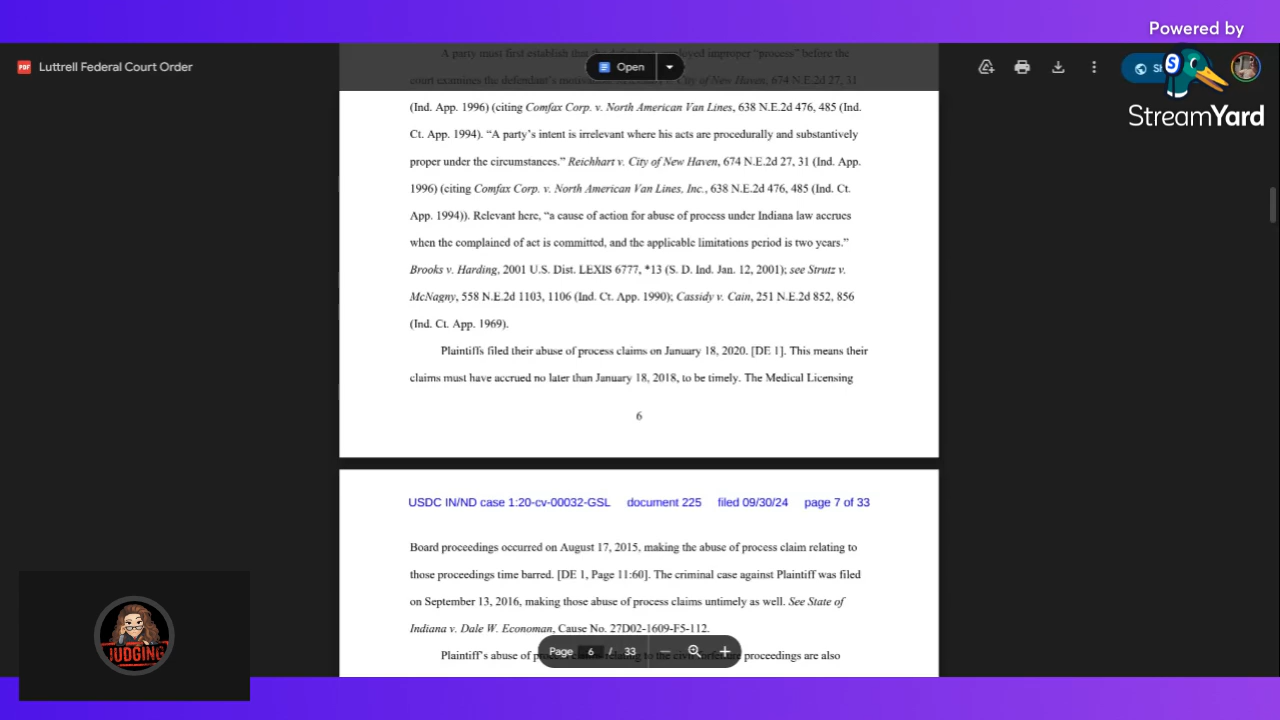 Powered by
StreamYard
Luttrell Federal Court Order
Open
A party must first establish that the defendant employed improper “process” before the
court examines the defendant's City of New Haven, 674 N.E.2d 27, 31
(Ind. App. 1996) (citing Comfax Corp. v. North American Van Lines, 638 N.E.2d 476, 485 (Ind.
Ct. App. 1994). “A party’s intent is irrelevant where his acts are procedurally and substantively
proper under the circumstances.” Reichhart v. City of New Haven, 674 N.E.2d 27, 31 (Ind. App.
1996) (citing Comfax Corp. v. North American Van Lines, Inc., 638 N.E.2d 476, 485 (Ind. Ct.
App. 1994)). Relevant here, “a cause of action for abuse of process under Indiana law accrues
when the complained of act is committed, and the applicable limitations period is two years.”
Brooks v. Harding, 2001 U.S. Dist. LEXIS 6777, *13 (S. D. Ind. Jan. 12, 2001); see Strutz v.
McNagny, 558 N.E.2d 1103, 1106 (Ind. Ct. App. 1990); Cassidy v. Cain, 251 N.E.2d 852, 856
(Ind. Ct. App. 1969).
Plaintiffs filed their abuse of process claims on January 18, 2020. [DE 1]. This means their
claims must have accrued no later than January 18, 2018, to be timely. The Medical Licensing
6
USDC IN/ND case 1:20-cv-00032-GSL document 225 filed 09/30/24 page 7 of 33
Board proceedings occurred on August 17, 2015, making the abuse of process claim relating to
those proceedings time barred. [DE 1, Page 11:60]. The criminal case against Plaintiff was filed
on September 13, 2016, making those abuse of process claims untimely as well. See State of
Indiana v. Dale W. Economan, Cause No. 27D02-1609-F5-112.
Plaintiff’s abuse of relating to the civil forfeiture proceedings are also
Page 6 / 33
JUDGING